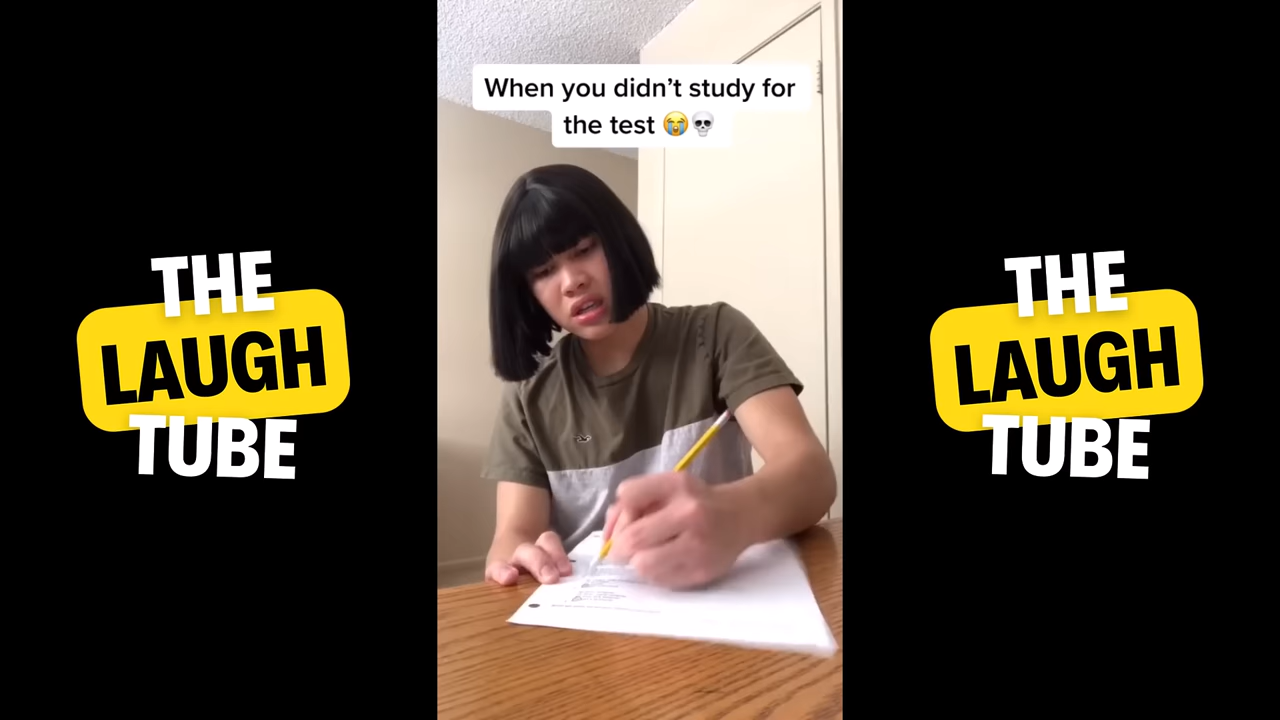 When you didn’t study for
the test 😭💀
THE
LAUGH
TUBE
THE
LAUGH
TUBE